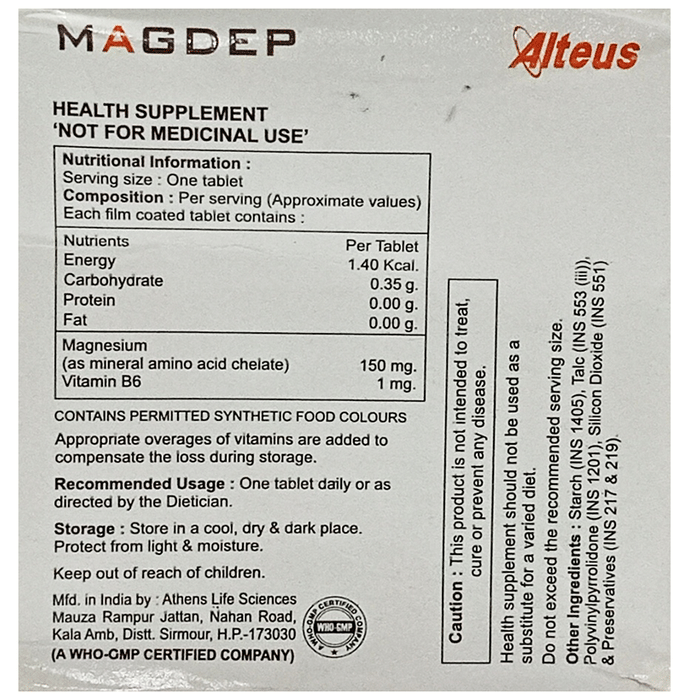 MAGDEP
Alteus
HEALTH SUPPLEMENT
'NOT FOR MEDICINAL USE'
Nutritional Information :
Serving size : One tablet
Composition : Per serving (Approximate values)
Each film coated tablet contains :
Nutrients Per Tablet
Energy 1.40 Kcal.
Carbohydrate 0.35 g.
Protein 0.00 g.
Fat 0.00 g.
Magnesium
(as mineral amino acid chelate) 150 mg.
Vitamin B6 1 mg.
CONTAINS PERMITTED SYNTHETIC FOOD COLOURS
Appropriate overages of vitamins are added to
compensate the loss during storage.
Recommended Usage : One tablet daily or as
directed by the Dietician.
Storage : Store in a cool, dry & dark place.
Protect from light & moisture.
Keep out of reach of children.
Mfd. in India by : Athens Life Sciences
Mauza Rampur Jattan, Nahan Road,
Kala Amb, Distt. Sirmour, H.P.-173030
(A WHO-GMP CERTIFIED COMPANY)
A WHO-GMP CERTIFIED COMPANY
WHO-GMP
Caution : This product is not intended to treat,
cure or prevent any disease.
Health supplement should not be used as a
substitute for a varied diet.
Do not exceed the recommended serving size.
Other Ingredients : Starch (INS 1405), Talc (INS 553 (iii)),
Polyvinylpyrrolidone (INS 1201), Silicon Dioxide (INS 551)
& Preservatives (INS 217 & 219).